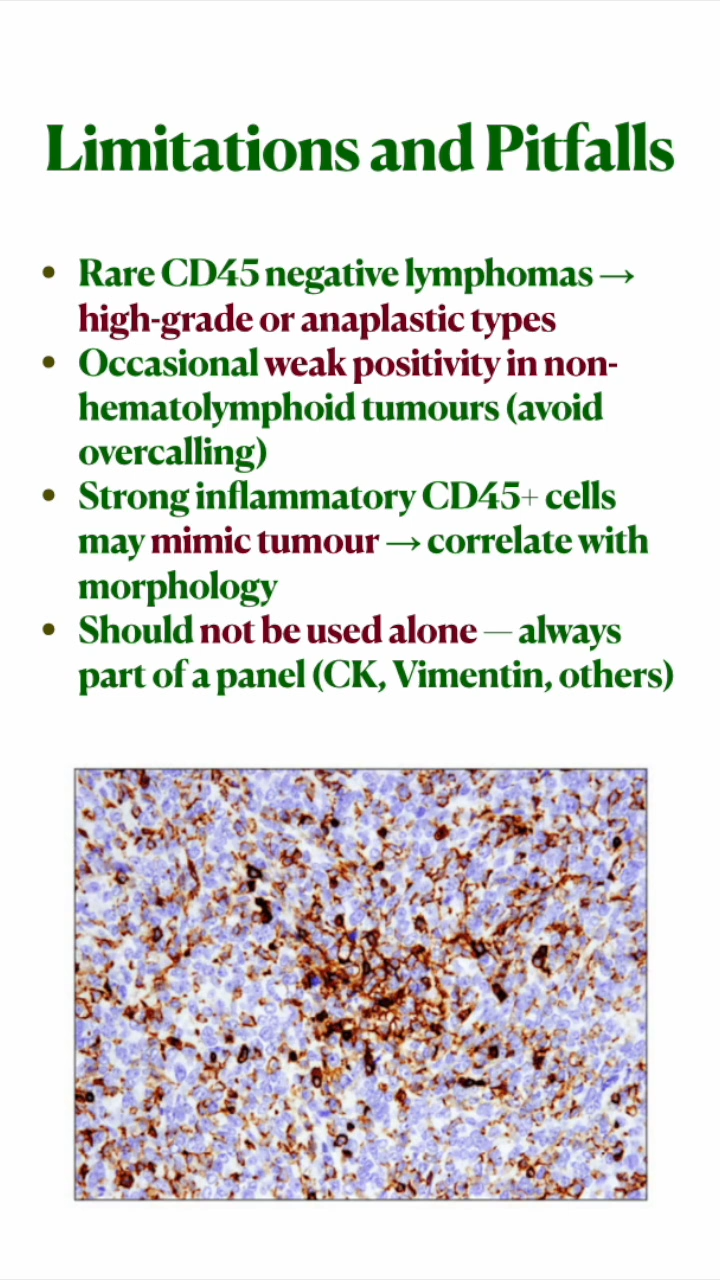 Limitations and Pitfalls
• Rare CD45 negative lymphomas →
high-grade or anaplastic types
• Occasional weak positivity in non-
hematolymphoid tumours (avoid
overcalling)
• Strong inflammatory CD45+ cells
may mimic tumour → correlate with
morphology
• Should not be used alone — always
part of a panel (CK, Vimentin, others)